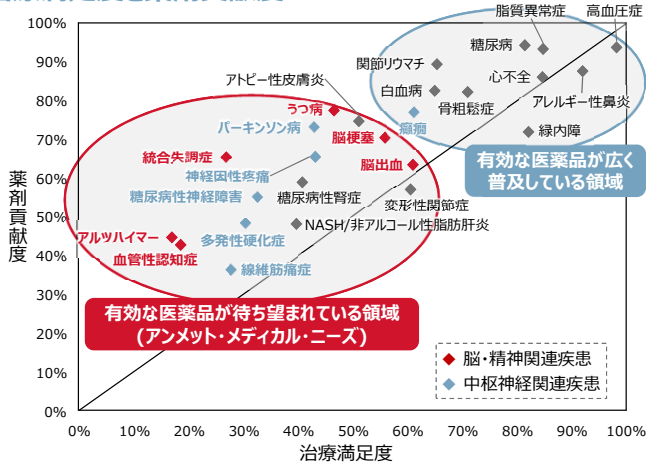 脂質異常症
高血圧症
糖尿病
関節リウマチ
アトピー性皮膚炎
白血病
心不全
骨粗鬆症
アレルギー性鼻炎
うつ病
癲癇
緑内障
パーキンソン病
脳梗塞
統合失調症
脳出血
神経因性疼痛
有効な医薬品が広く
普及している領域
糖尿病性神経障害
糖尿病性腎症
変形性関節症
NASH/非アルコール性脂肪肝炎
アルツハイマー
多発性硬化症
血管性認知症
線維筋痛症
有効な医薬品が待ち望まれている領域
(アンメット・メディカル・ニーズ)
脳・精神関連疾患
中枢神経関連疾患
薬剤貢献度
100%
90%
80%
70%
60%
50%
40%
30%
20%
10%
0%
0%
10%
20%
30%
40%
50%
60%
70%
80%
90%
100%
治療満足度